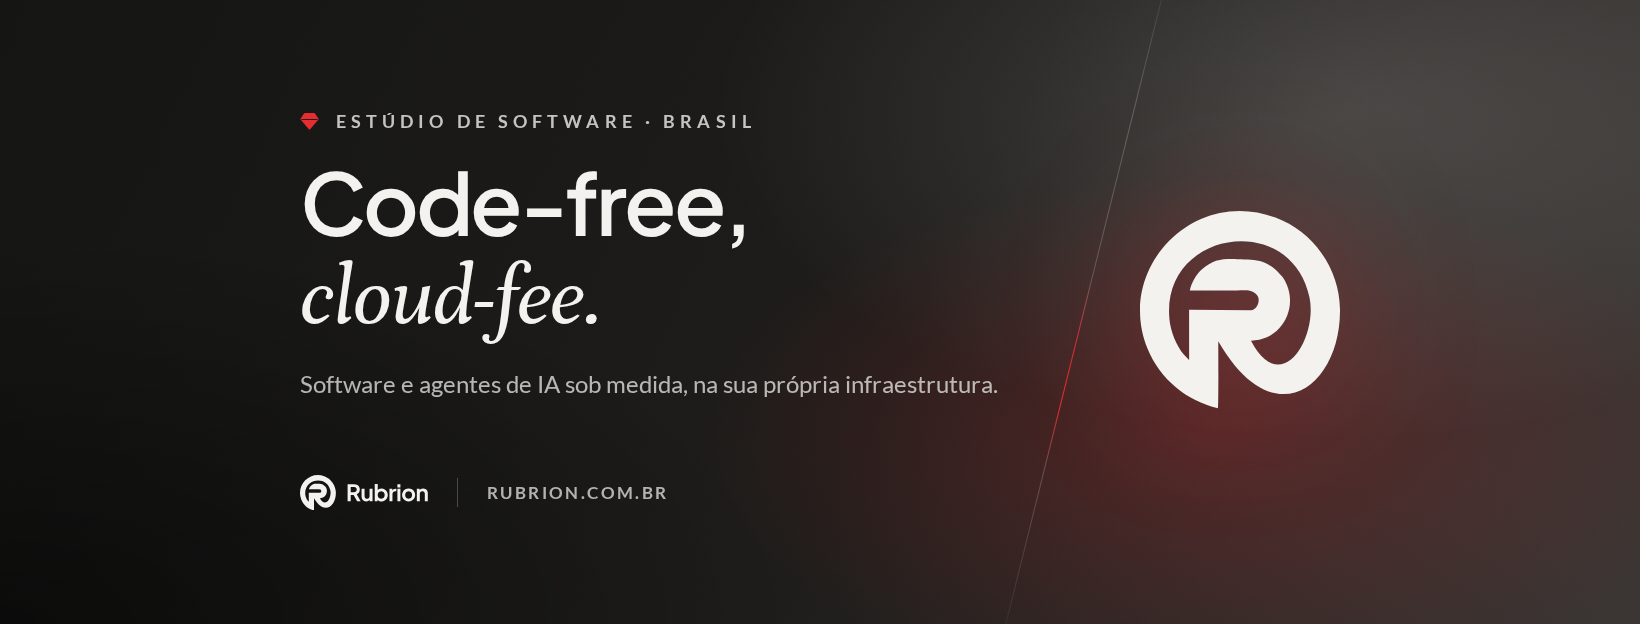 ESTÚDIO DE SOFTWARE · BRASIL
Code-free,
cloud-fee.
Software e agentes de IA sob medida, na sua própria infraestrutura.
Rubrion
RUBRION.COM.BR
R